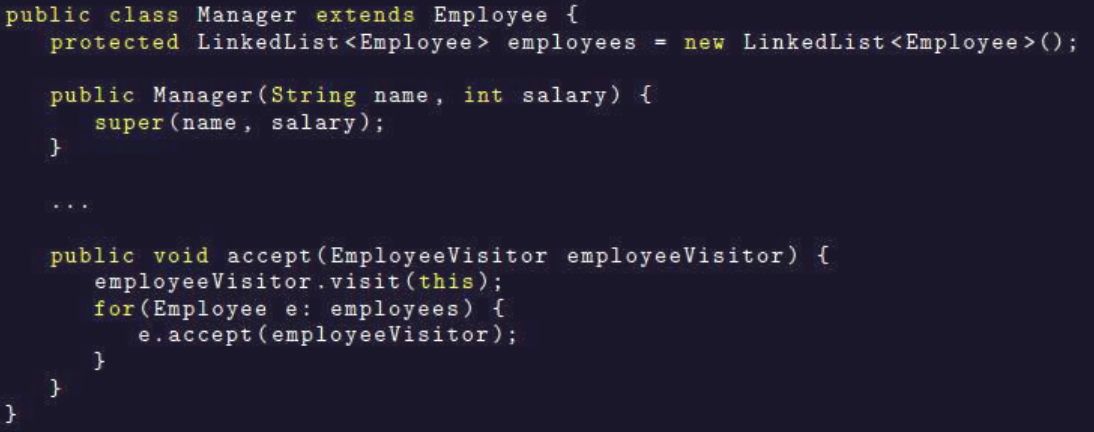 public class Manager extends Employee {
protected LinkedList<Employee> employees = new LinkedList<Employee>();
public Manager(String name, int salary) {
super(name, salary);
}
...
public void accept(EmployeeVisitor employeeVisitor) {
employeeVisitor.visit(this);
for(Employee e: employees) {
e.accept(employeeVisitor);
}
}
}